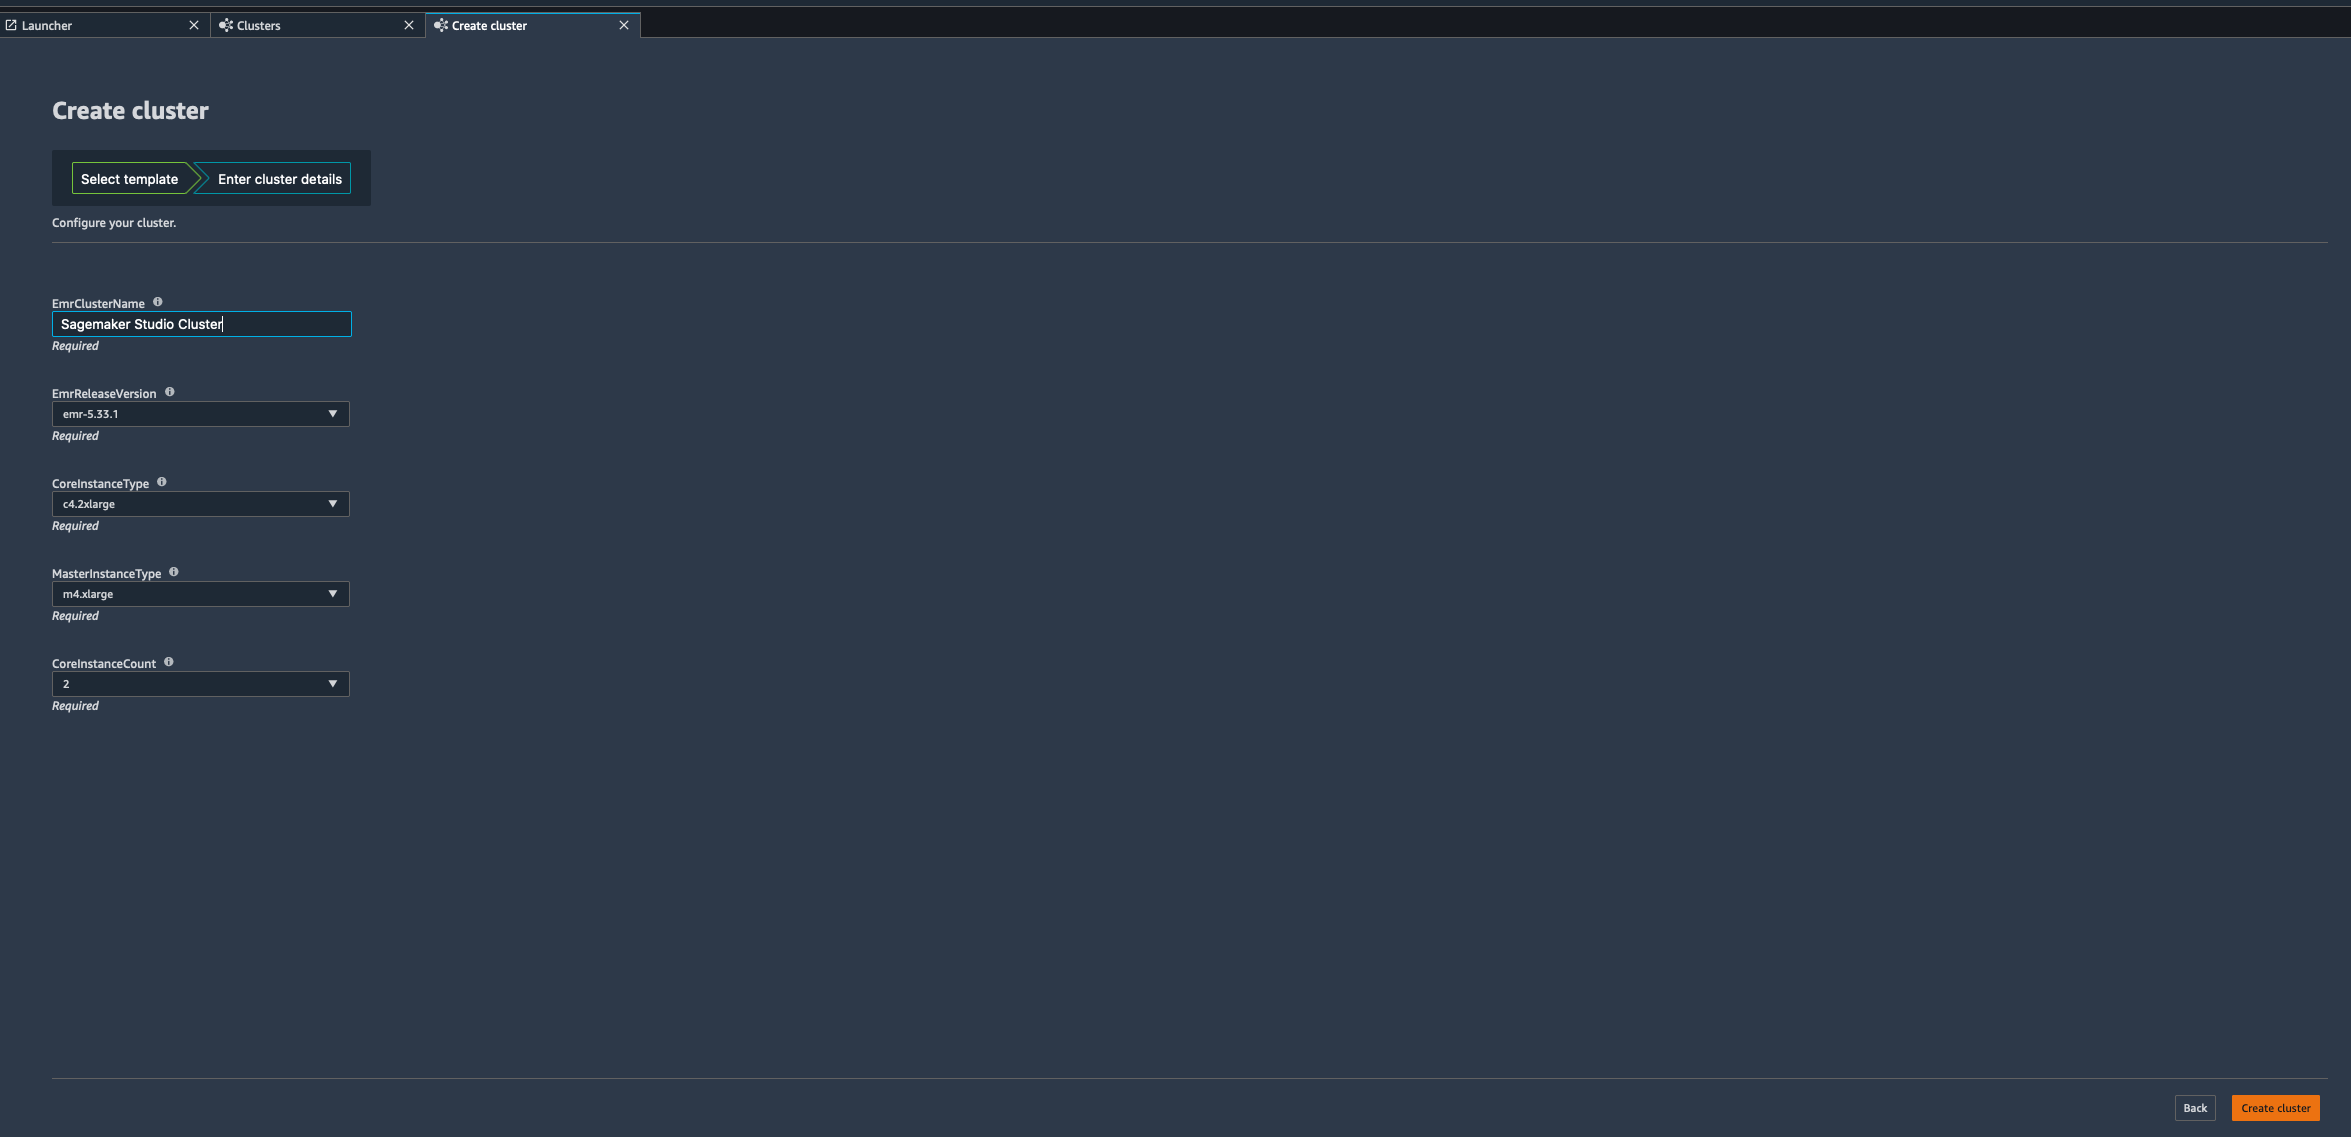 Launcher
Clusters
Create cluster
Create cluster
Select template
Enter cluster details
Configure your cluster.
EmrClusterName
Sagemaker Studio Cluster
Required
EmrReleaseVersion
emr-5.33.1
Required
CoreInstanceType
c4.2xlarge
Required
MasterInstanceType
m4.xlarge
Required
CoreInstanceCount
2
Required
Back
Create cluster